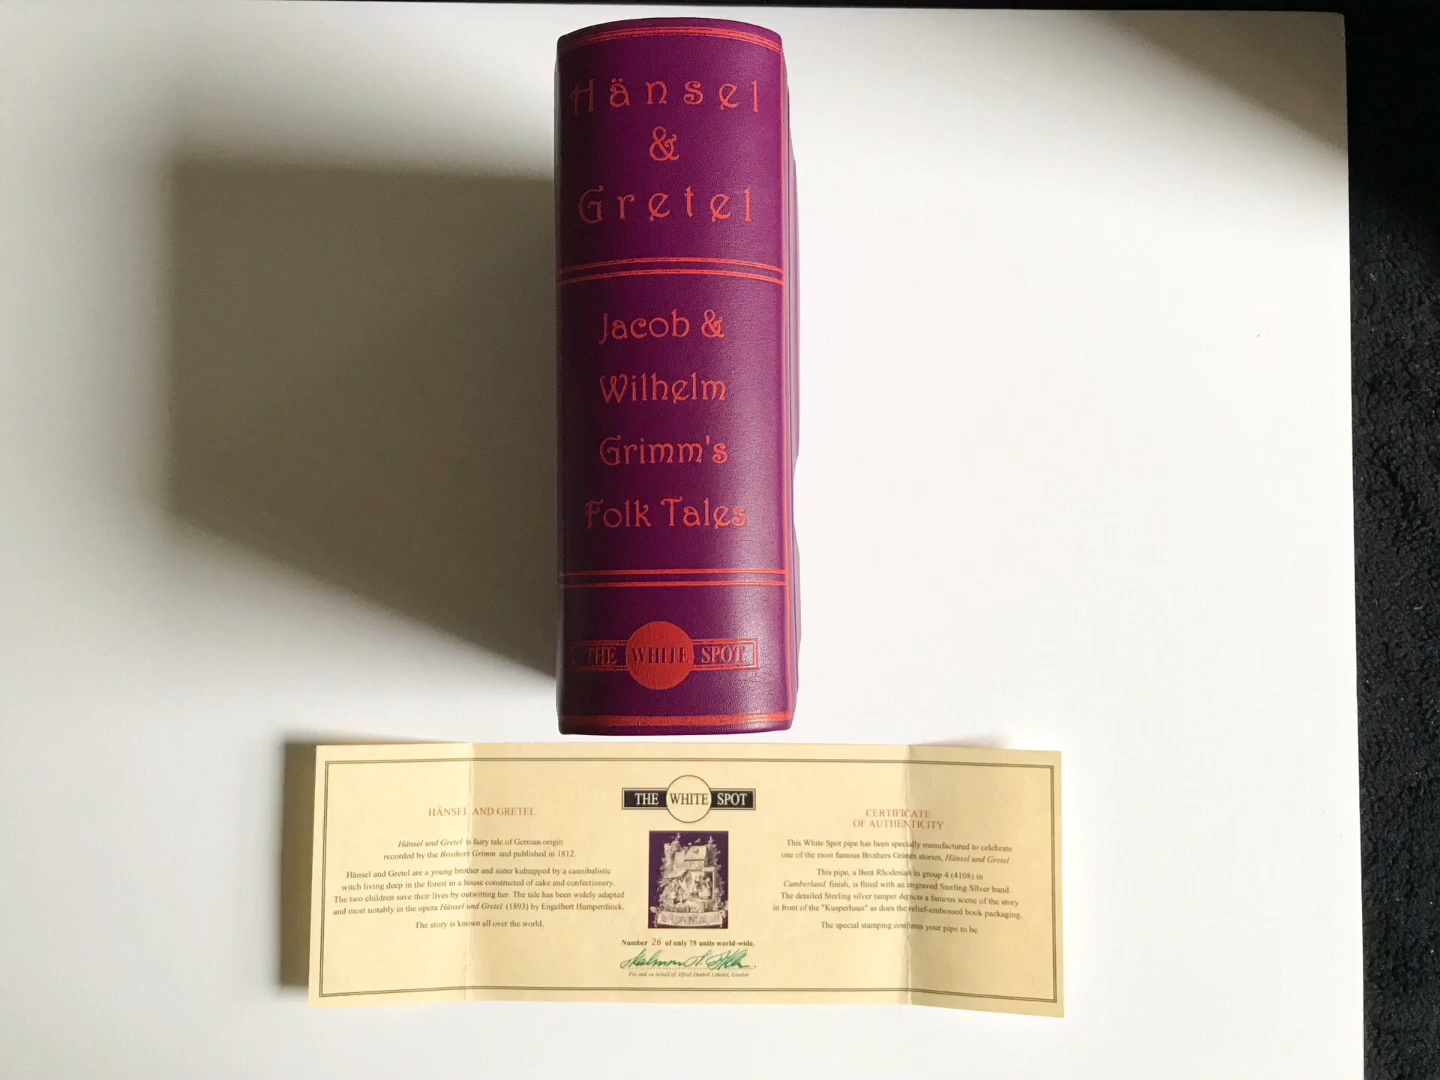 Hänsel
&
Gretel
Jacob &
Wilhelm
Grimm's
Folk Tales
THE WHITE SPOT
HÄNSEL AND GRETEL
Hänsel und Gretel is fairy tale of German origin
recorded by the Brothers Grimm and published in 1812.
Hänsel and Gretel are a young brother and sister kidnapped by a cannibalistic
witch living deep in the forest in a house constructed of cake and confectionery.
The two children save their lives by outwitting her. The tale has been widely adapted
and most notably in the opera Hänsel und Gretel (1893) by Engelbert Humperdinck.
The story is known all over the world.
THE WHITE SPOT
Number 26 of only 75 units world-wide.
For and on behalf of Alfred Dunhill Limited, London
CERTIFICATE
OF AUTHENTICITY
This White Spot pipe has been specially manufactured to celebrate
one of the most famous Brothers Grimm stories, Hänsel und Gretel.
This pipe, a Bent Rhodesian in group 4 (4108) in
Cumberland finish, is fitted with an engraved Sterling Silver band.
The detailed Sterling silver tamper depicts a famous scene of the story
in front of the "Kusperhaus" as does the relief-embossed book packaging.
The special stamping confirms your pipe to be